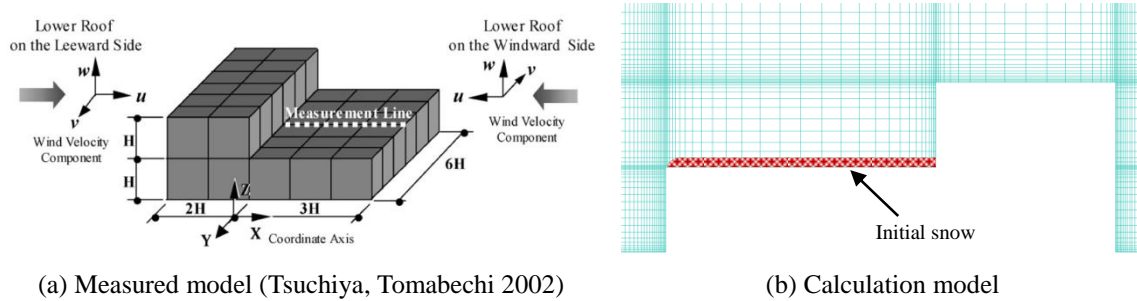 Lower Roof
on the Leeward Side
w
u
v
Wind Velocity
Component
Lower Roof
on the Windward Side
w
v
u
Wind Velocity
Component
Measurement Line
H
H
6H
Z
2H
3H
Y
X
Coordinate Axis
Initial snow
(a) Measured model (Tsuchiya, Tomabechi 2002)
(b) Calculation model